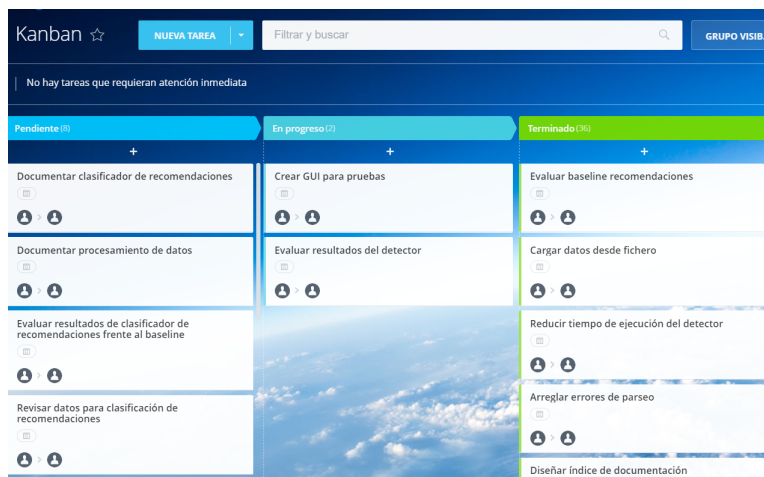 Kanban
NUEVA TAREA
Filtrar y buscar
GRUPO VISIB
No hay tareas que requieran atención inmediata
Pendiente (8)
En progreso (2)
Terminado (36)
+
+
+
Documentar clasificador de recomendaciones
Crear GUI para pruebas
Evaluar baseline recomendaciones
Documentar procesamiento de datos
Evaluar resultados del detector
Cargar datos desde fichero
Evaluar resultados de clasificador de
recomendaciones frente al baseline
Reducir tiempo de ejecución del detector
Revisar datos para clasificación de
recomendaciones
Arreglar errores de parseo
Diseñar índice de documentación